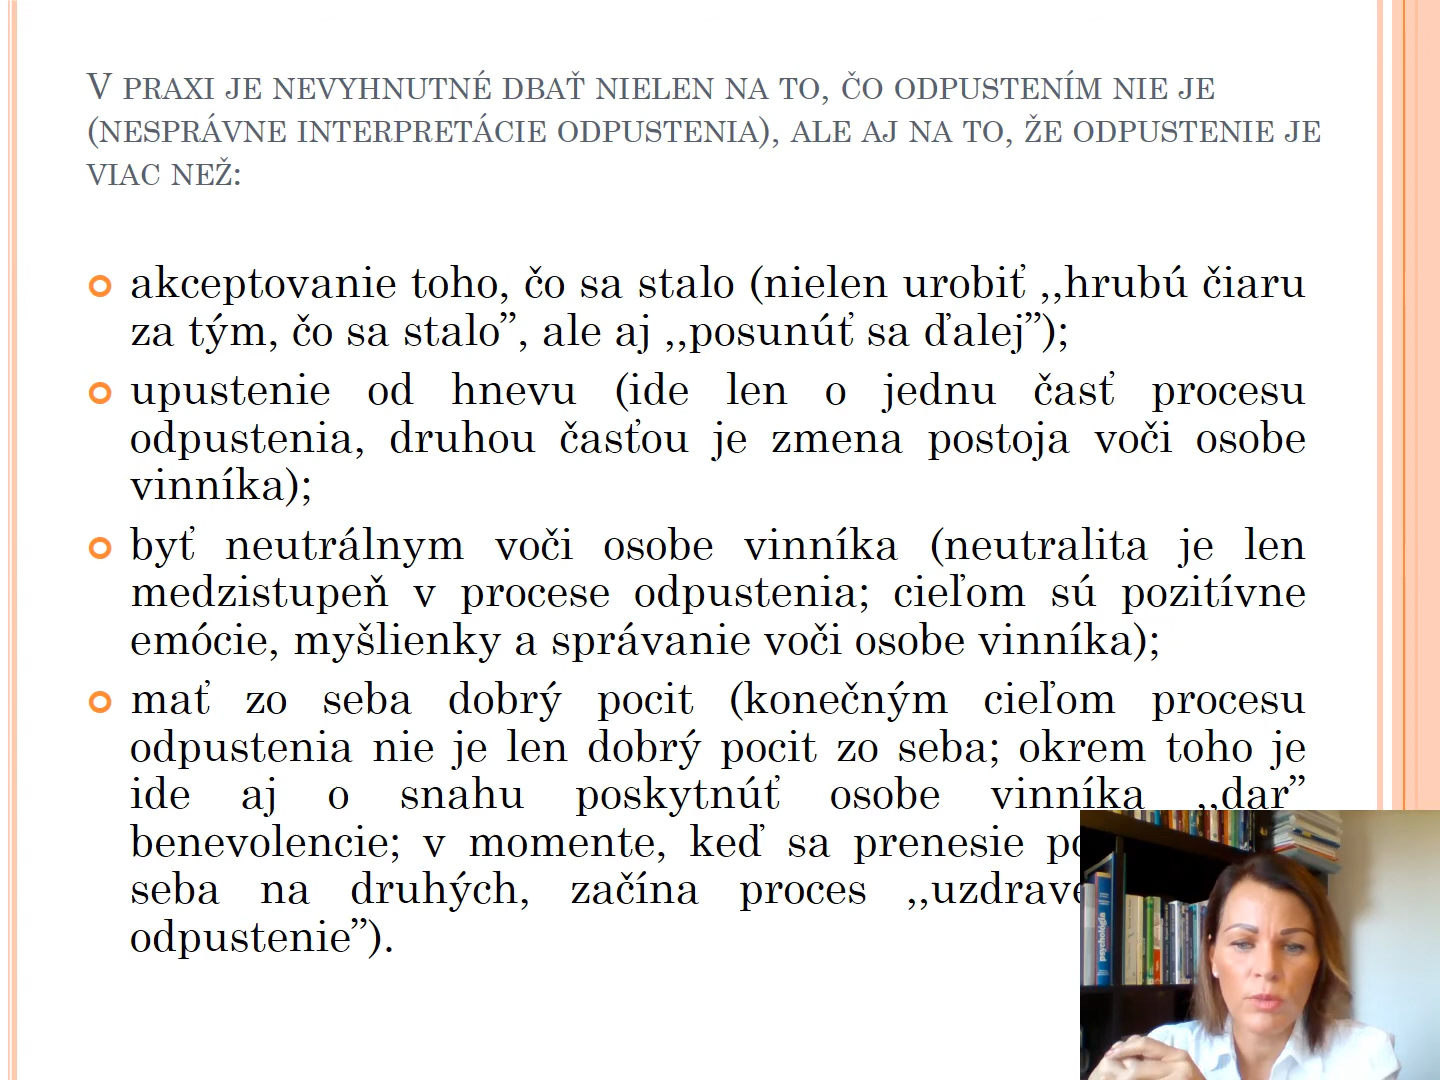 V PRAXI JE NEVYHNUTNÉ DBAŤ NIELEN NA TO, ČO ODPUSTENÍM NIE JE
(NESPRÁVNE INTERPRETÁCIE ODPUSTENIA), ALE AJ NA TO, ŽE ODPUSTENIE JE
VIAC NEŽ:
akceptovanie toho, čo sa stalo (nielen urobiť ,,hrubú čiaru
za tým, čo sa stalo”, ale aj ,,posunúť sa ďalej”);
upustenie od hnevu (ide len o jednu časť procesu
odpustenia, druhou časťou je zmena postoja voči osobe
vinníka);
byť neutrálnym voči osobe vinníka (neutralita je len
medzistupeň v procese odpustenia; cieľom sú pozitívne
emócie, myšlienky a správanie voči osobe vinníka);
mať zo seba dobrý pocit (konečným cieľom procesu
odpustenia nie je len dobrý pocit zo seba; okrem toho je
ide aj o snahu poskytnúť osobe vinníka ,,dar”
benevolencie; v momente, keď sa prenesie
seba na druhých, začína proces
odpustenie”).
psychológia